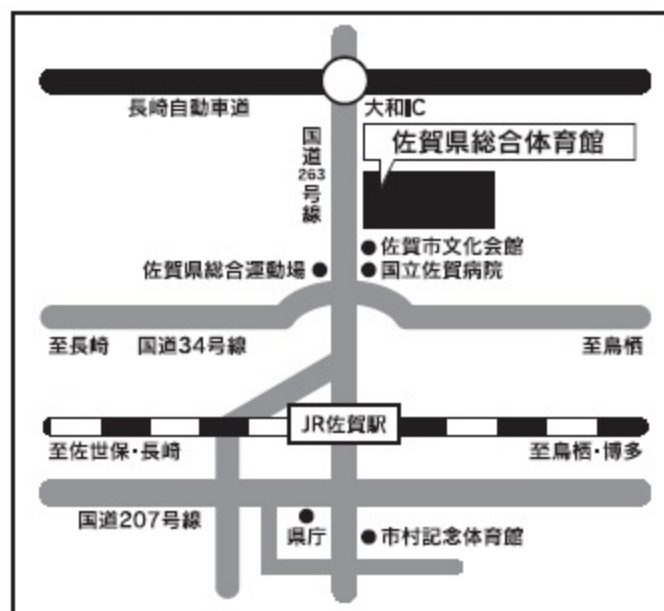 長崎自動車道
大和IC
国道263号線
佐賀県総合体育館
佐賀市文化会館
佐賀県総合運動場
国立佐賀病院
至長崎 国道34号線
至鳥栖
JR佐賀駅
至佐世保・長崎
至鳥栖・博多
国道207号線
県庁
市村記念体育館